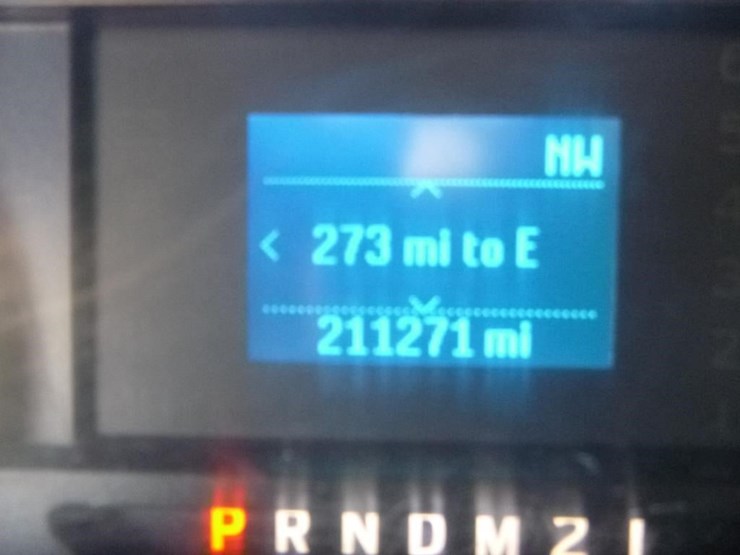 NW
< 273 mi to E
211271 mi
P R N D M 2 1